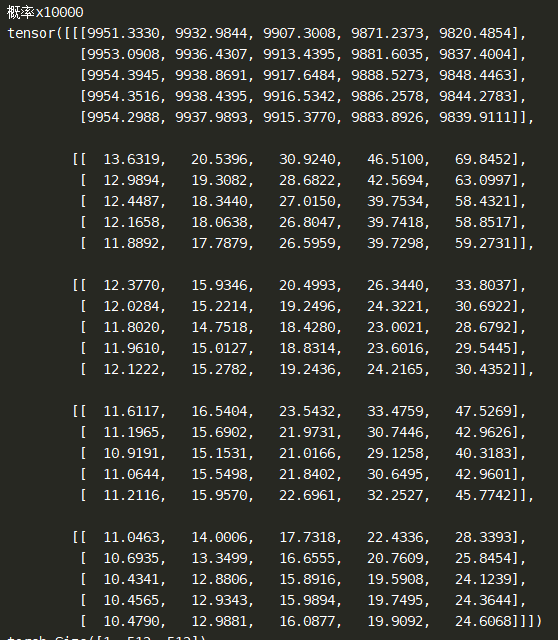 概率x10000
tensor([[[9951.3330, 9932.9844, 9907.3008, 9871.2373, 9820.4854],
[9953.0908, 9936.4307, 9913.4395, 9881.6035, 9837.4004],
[9954.3945, 9938.8691, 9917.6484, 9888.5273, 9848.4463],
[9954.3516, 9938.4395, 9916.5342, 9886.2578, 9844.2783],
[9954.2988, 9937.9893, 9915.3770, 9883.8926, 9839.9111]],
[[ 13.6319, 20.5396, 30.9240, 46.5100, 69.8452],
[ 12.9894, 19.3082, 28.6822, 42.5694, 63.0997],
[ 12.4487, 18.3440, 27.0150, 39.7534, 58.4321],
[ 12.1658, 18.0638, 26.8047, 39.7418, 58.8517],
[ 11.8892, 17.7879, 26.5959, 39.7298, 59.2731]],
[[ 12.3770, 15.9346, 20.4993, 26.3440, 33.8037],
[ 12.0284, 15.2214, 19.2496, 24.3221, 30.6922],
[ 11.8020, 14.7518, 18.4280, 23.0021, 28.6792],
[ 11.9610, 15.0127, 18.8314, 23.6016, 29.5445],
[ 12.1222, 15.2782, 19.2436, 24.2165, 30.4352]],
[[ 11.6117, 16.5404, 23.5432, 33.4759, 47.5269],
[ 11.1965, 15.6902, 21.9731, 30.7446, 42.9626],
[ 10.9191, 15.1531, 21.0166, 29.1258, 40.3183],
[ 11.0644, 15.5498, 21.8402, 30.6495, 42.9601],
[ 11.2116, 15.9570, 22.6961, 32.2527, 45.7742]],
[[ 11.0463, 14.0006, 17.7318, 22.4336, 28.3393],
[ 10.6935, 13.3499, 16.6555, 20.7609, 25.8454],
[ 10.4341, 12.8806, 15.8916, 19.5908, 24.1239],
[ 10.4565, 12.9343, 15.9894, 19.7495, 24.3644],
[ 10.4790, 12.9881, 16.0877, 19.9092, 24.6068]]])
torch.Size([1, 512, 512])